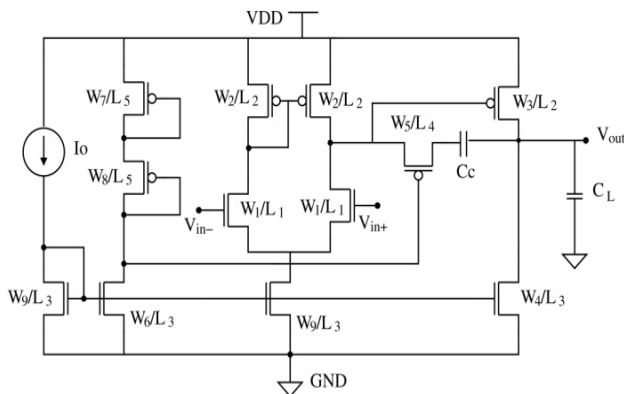 VDD
W7/L5
W2/L2
W2/L2
W3/L2
W5/L4
Vout
Io
W8/L5
Cc
CL
W1/L1
W1/L1
Vin-
Vin+
W9/L3
W6/L3
W9/L3
W4/L3
GND